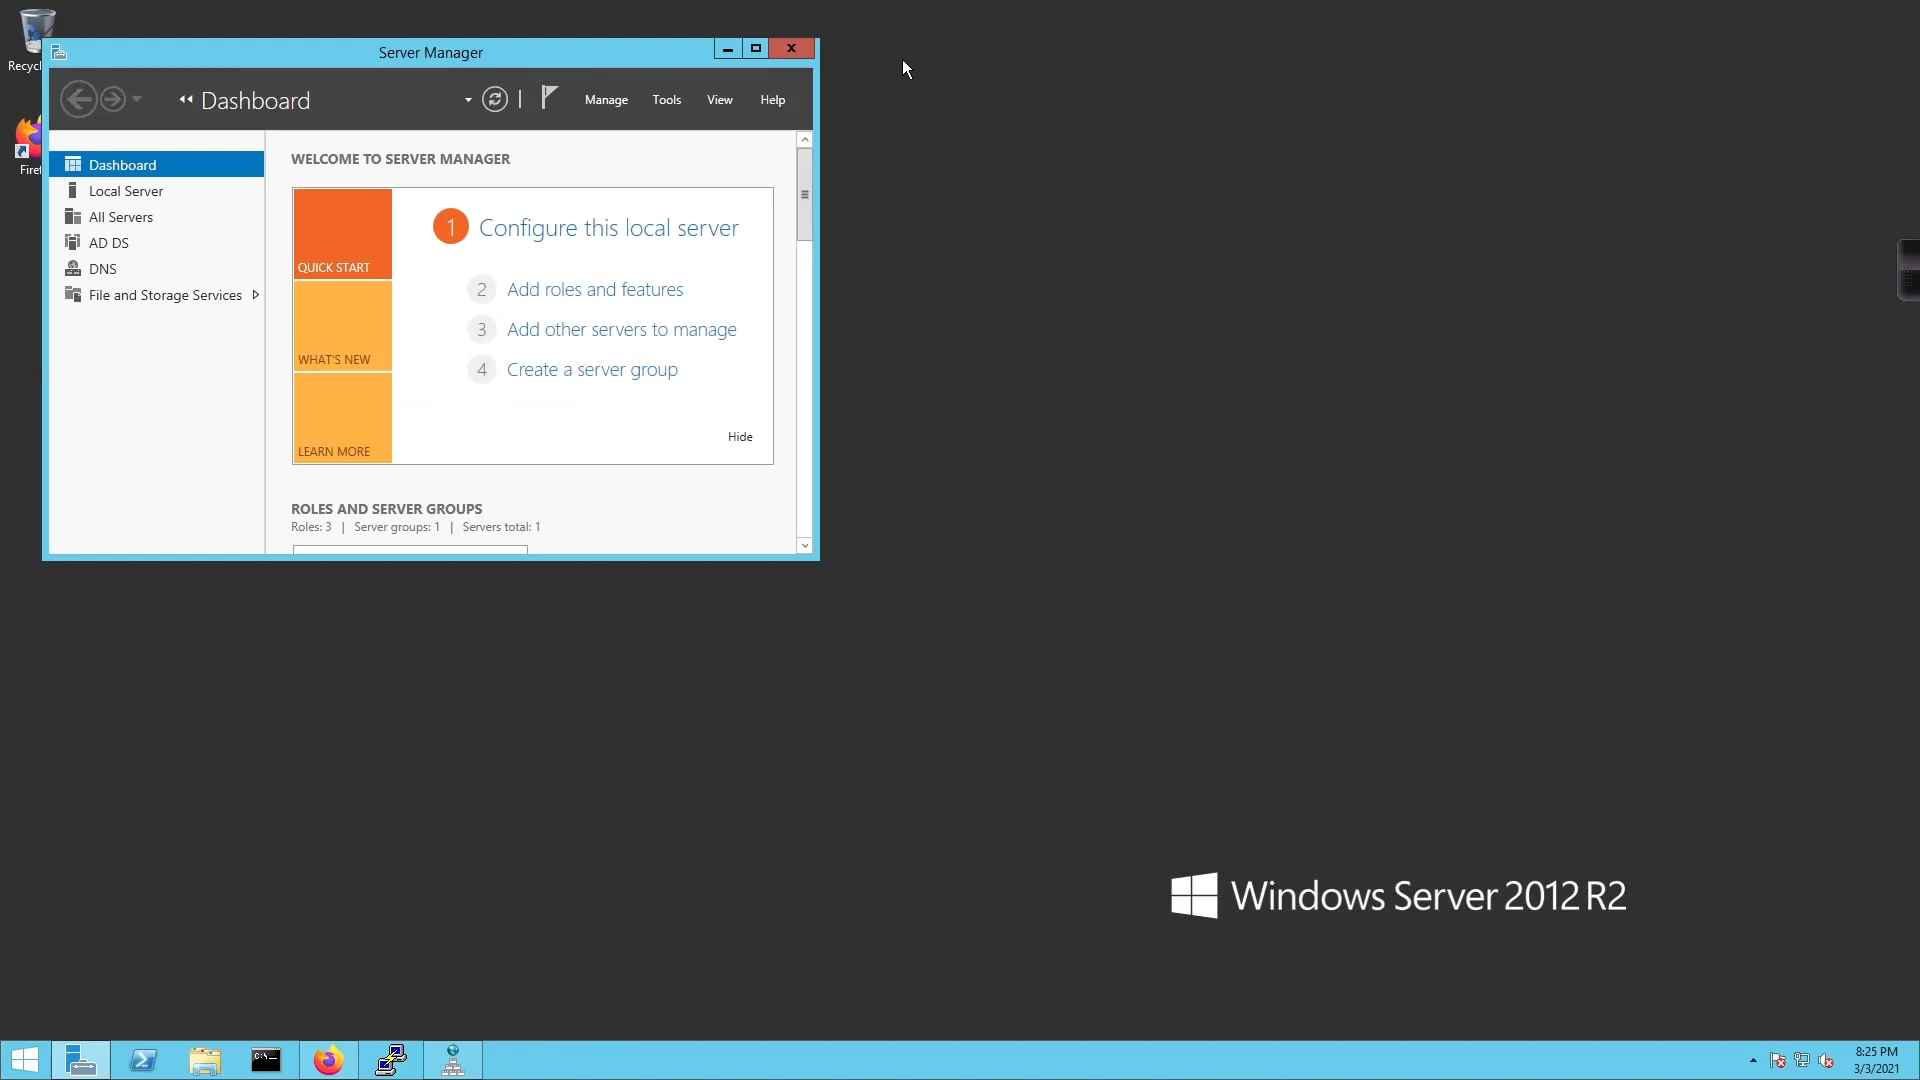 Recyc
Firef
Server Manager
Dashboard
Manage
Tools
View
Help
Dashboard
Local Server
All Servers
AD DS
DNS
File and Storage Services
WELCOME TO SERVER MANAGER
QUICK START
WHAT'S NEW
LEARN MORE
1 Configure this local server
2 Add roles and features
3 Add other servers to manage
4 Create a server group
Hide
ROLES AND SERVER GROUPS
Roles: 3 | Server groups: 1 | Servers total: 1
Windows Server 2012 R2
C:\_
8:25 PM
3/3/2021